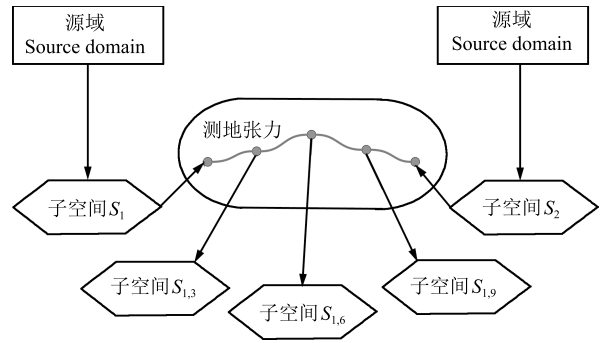 源域
Source domain
源域
Source domain
测地张力
子空间S1
子空间S2
子空间S1,3
子空间S1,6
子空间S1,9